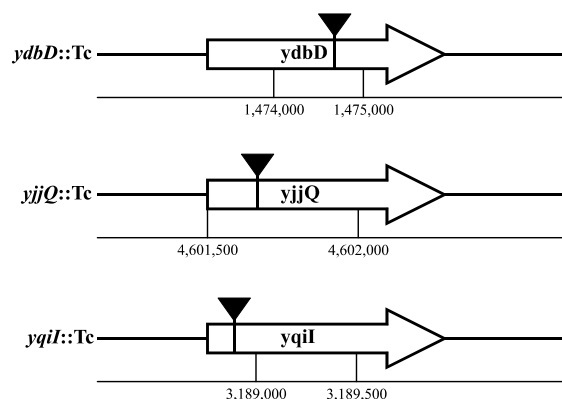 ydbD::Tc ydbD
1,474,000 1,475,000
yjjQ::Tc yjjQ
4,601,500 4,602,000
yqiI::Tc yqiI
3,189,000 3,189,500